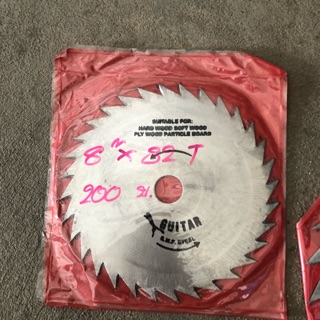 SUITABLE FOR:
HARD WOOD SOFT WOOD
PLY WOOD PARTICLE BOARD
8" x 82 T
200
GUITAR